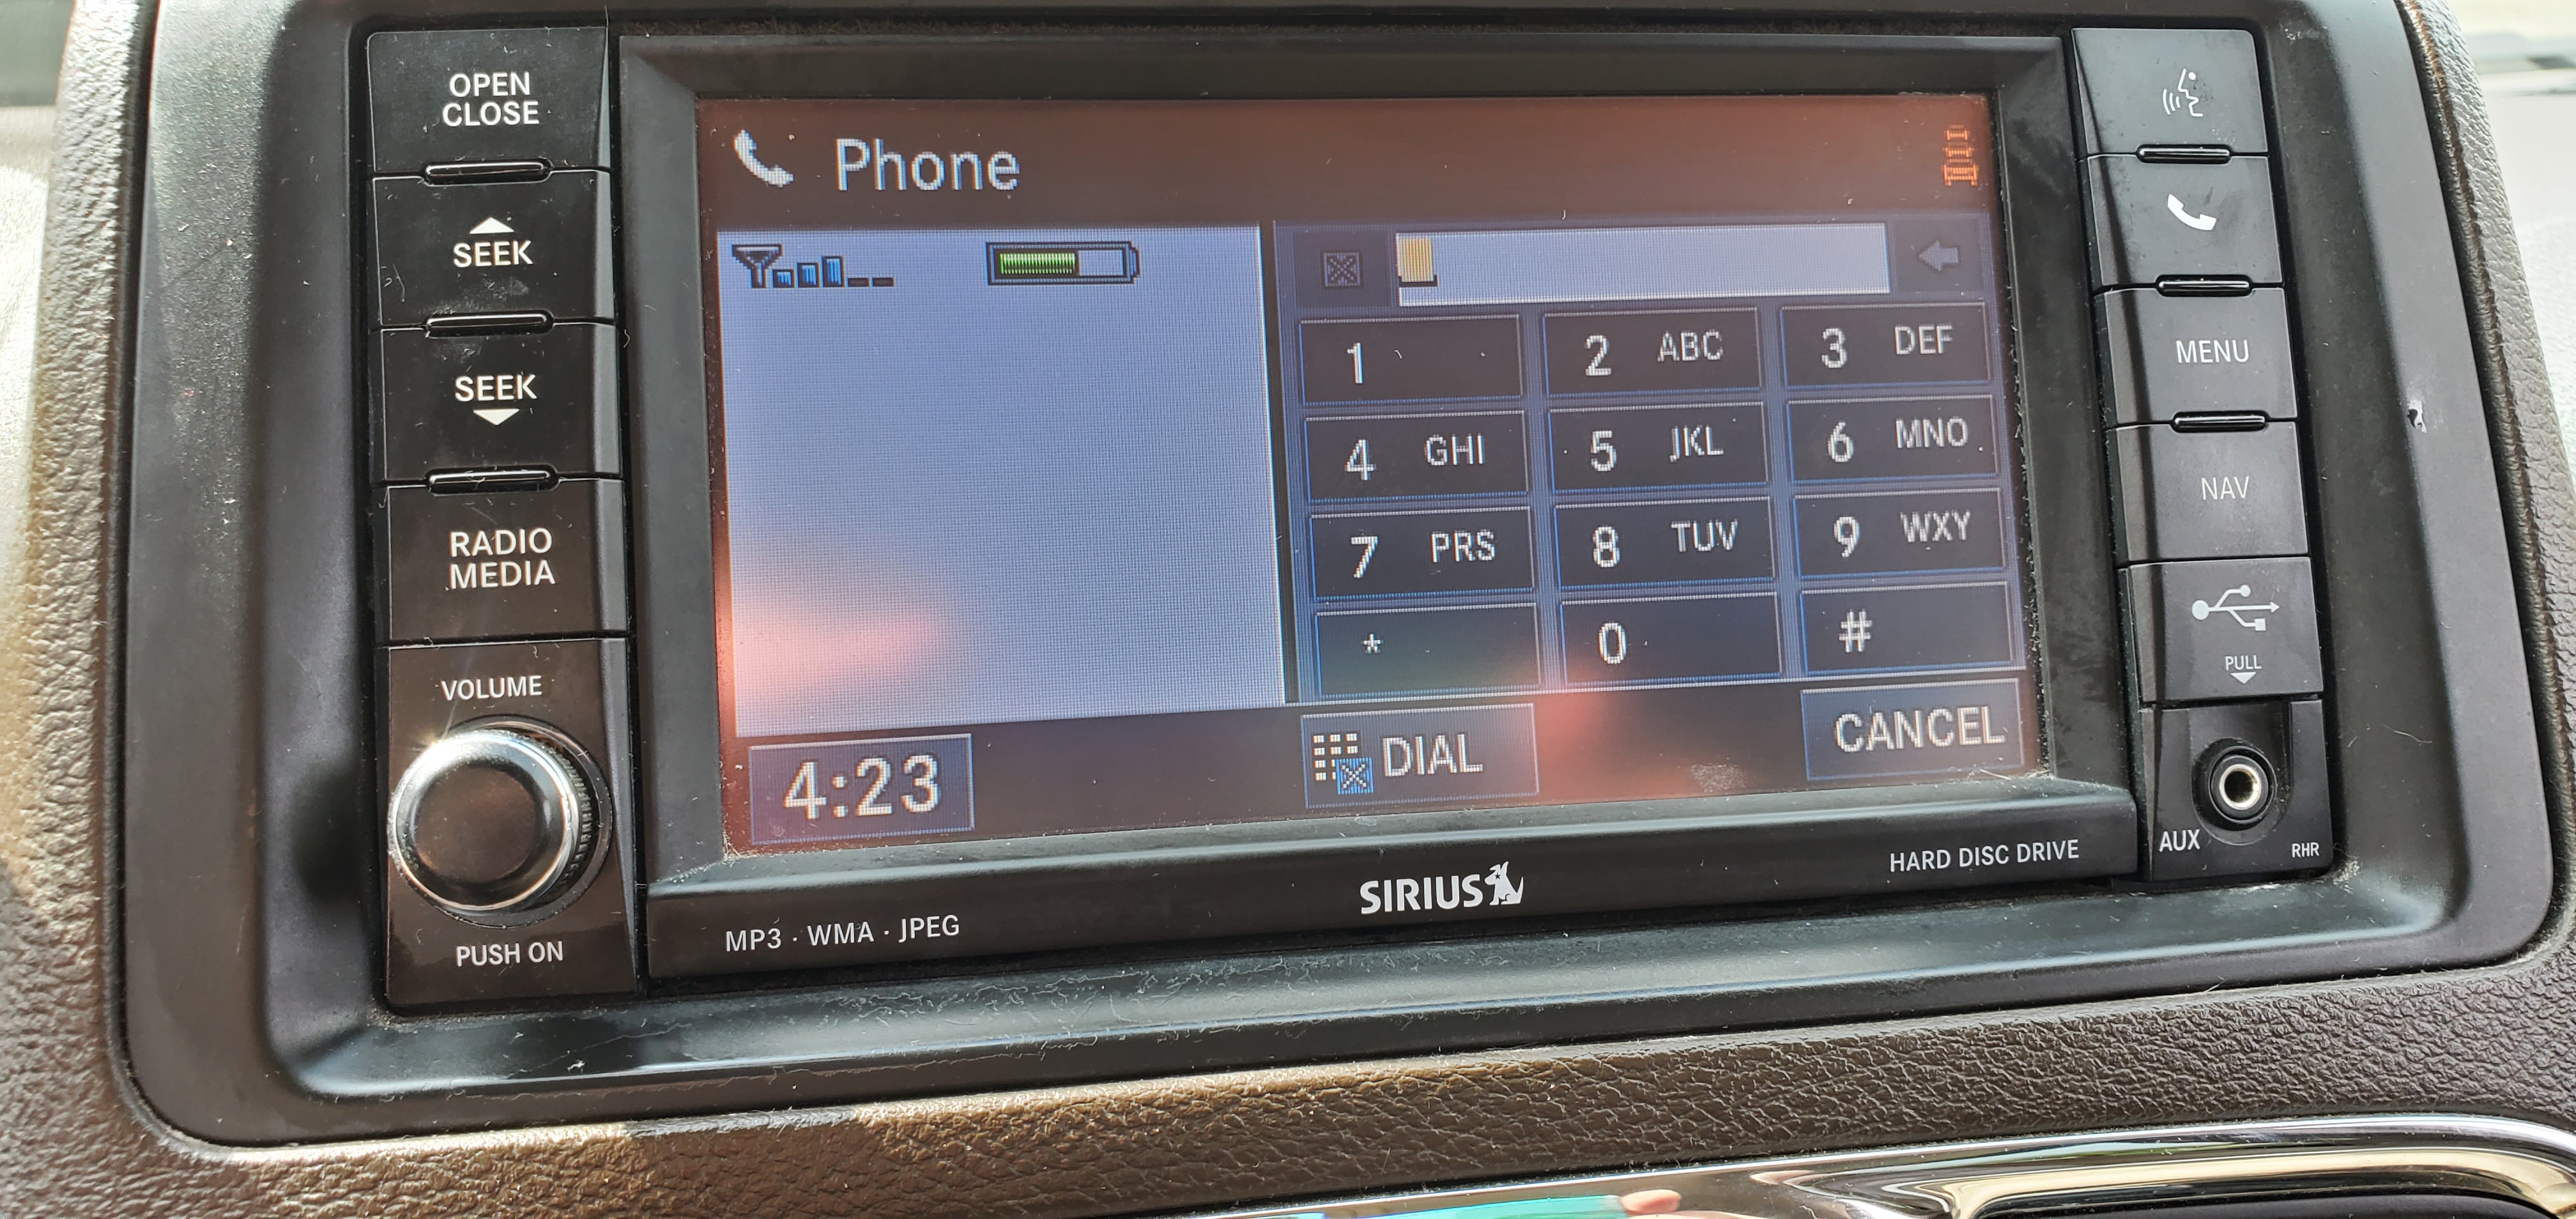 OPEN
CLOSE
SEEK
SEEK
RADIO
MEDIA
VOLUME
PUSH ON
Phone
1
2 ABC
3 DEF
4 GHI
5 JKL
6 MNO
7 PRS
8 TUV
9 WXY
*
0
#
4:23
DIAL
CANCEL
MP3 · WMA · JPEG
SIRIUS
HARD DISC DRIVE
MENU
NAV
PULL
AUX
RHR